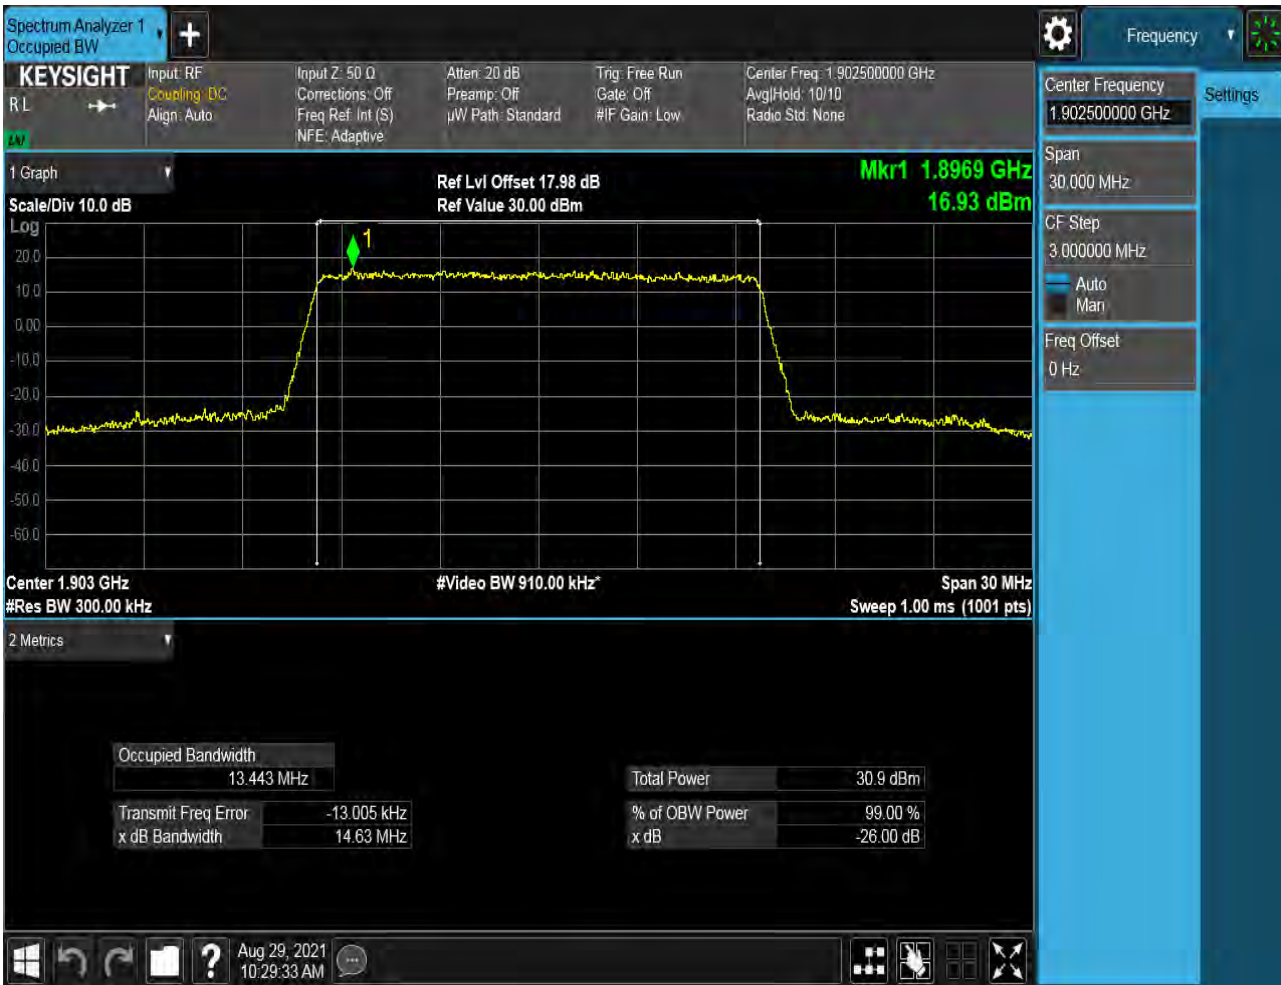 Spectrum Analyzer 1
Occupied BW
Frequency
KEYSIGHT
R L
Input: RF
Coupling: DC
Align: Auto
Input Z: 50 Ω
Corrections: Off
Freq Ref: Int (S)
NFE: Adaptive
Atten: 20 dB
Preamp: Off
µW Path: Standard
Trig: Free Run
Gate: Off
#IF Gain: Low
Center Freq: 1.902500000 GHz
Avg|Hold: 10/10
Radio Std: None
Center Frequency
1.902500000 GHz
Settings
Span
30.000 MHz
CF Step
3.000000 MHz
Auto
Man
Freq Offset
0 Hz
1 Graph
Scale/Div 10.0 dB
Ref Lvl Offset 17.98 dB
Ref Value 30.00 dBm
Mkr1 1.8969 GHz
16.93 dBm
Log
1
20.0
10.0
0.00
-10.0
-20.0
-30.0
-40.0
-50.0
-60.0
Center 1.903 GHz
#Video BW 910.00 kHz*
Span 30 MHz
#Res BW 300.00 kHz
Sweep 1.00 ms (1001 pts)
2 Metrics
Occupied Bandwidth
13.443 MHz
Transmit Freq Error -13.005 kHz
x dB Bandwidth 14.63 MHz
Total Power 30.9 dBm
% of OBW Power 99.00 %
x dB -26.00 dB
?
Aug 29, 2021
10:29:33 AM